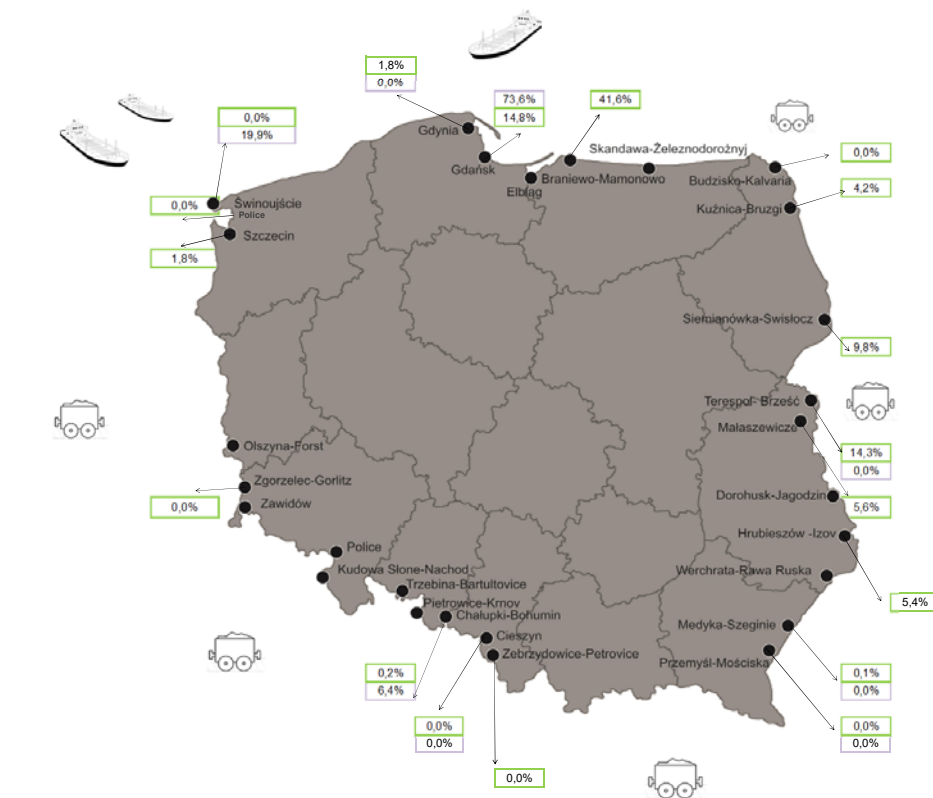 1,8%
0,0%
73,6%
14,8%
41,6%
0,0%
19,9%
Gdynia
Skandawa-Żeleznodorożnyj
0,0%
Gdańsk
Braniewo-Mamonowo
Budzisko-Kalvaria
4,2%
Elbląg
0,0%
Świnoujście
Police
Kuźnica-Bruzgi
Szczecin
1,8%
Siemianówka-Swisłocz
9,8%
Terespol- Brześć
Małaszewicze
Olszyna-Forst
14,3%
0,0%
Zgorzelec-Gorlitz
Dorohusk-Jagodzin
0,0%
Zawidów
5,6%
Hrubieszów -Izov
Police
Kudowa Słone-Nachod
Werchrata-Rawa Ruska
Trzebina-Bartultovice
5,4%
Pietrowice-Krnov
Chałupki-Bohumin
Medyka-Szeginie
Cieszyn
Zebrzydowice-Petrovice
Przemyśl-Mościska
0,2%
6,4%
0,1%
0,0%
0,0%
0,0%
0,0%
0,0%
0,0%